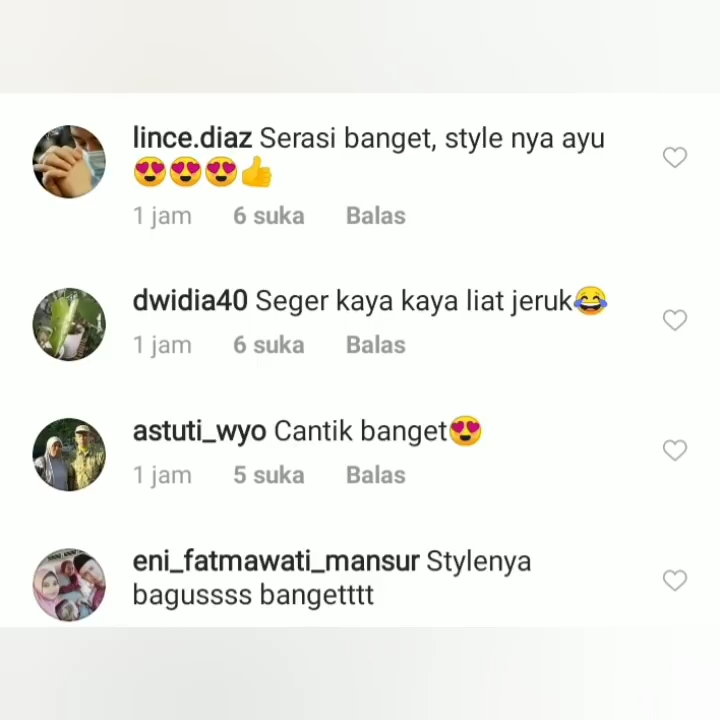 lince.diaz Serasi banget, style nya ayu
😍😍😍👍
1 jam 6 suka Balas
dwidia40 Seger kaya kaya liat jeruk😂
1 jam 6 suka Balas
astuti_wyo Cantik banget😍
1 jam 5 suka Balas
eni_fatmawati_mansur Stylenya
bagussss bangetttt